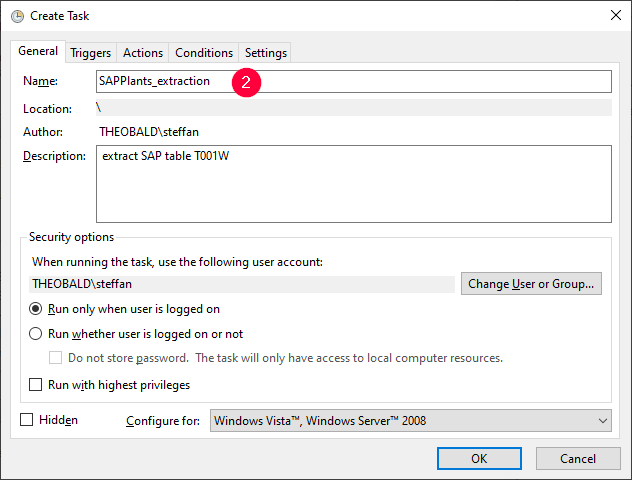 Create Task
General Triggers Actions Conditions Settings
Name: SAPPlants_extraction 2
Location: \
Author: THEOBALD\steffan
Description: extract SAP table T001W
Security options
When running the task, use the following user account:
THEOBALD\steffan Change User or Group...
Run only when user is logged on
Run whether user is logged on or not
Do not store password. The task will only have access to local computer resources.
Run with highest privileges
Hidden Configure for: Windows Vista™, Windows Server™ 2008
OK Cancel